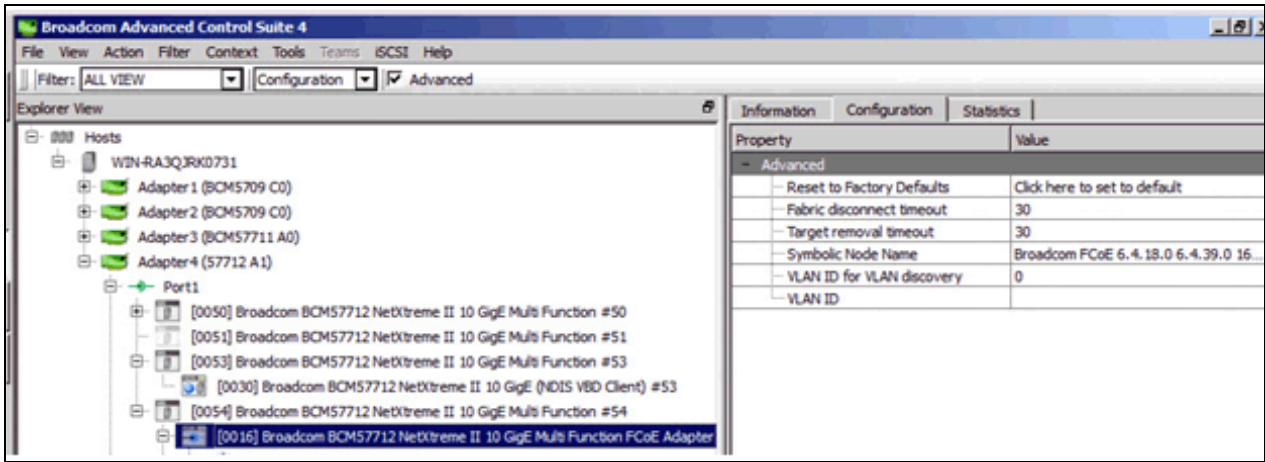 Broadcom Advanced Control Suite 4
File View Action Filter Context Tools Teams iSCSI Help
Filter: ALL VIEW Configuration Advanced
Explorer View
Hosts
WIN-RA3QJRK0731
Adapter1 (BCM5709 C0)
Adapter2 (BCM5709 C0)
Adapter3 (BCM57711 A0)
Adapter4 (57712 A1)
Port1
[0050] Broadcom BCM57712 NetXtreme II 10 GigE Multi Function #50
[0051] Broadcom BCM57712 NetXtreme II 10 GigE Multi Function #51
[0053] Broadcom BCM57712 NetXtreme II 10 GigE Multi Function #53
[0030] Broadcom BCM57712 NetXtreme II 10 GigE (NDIS VBD Client) #53
[0054] Broadcom BCM57712 NetXtreme II 10 GigE Multi Function #54
[0016] Broadcom BCM57712 NetXtreme II 10 GigE Multi Function FCoE Adapter
Information Configuration Statistics
Property Value
Advanced
Reset to Factory Defaults Click here to set to default
Fabric disconnect timeout 30
Target removal timeout 30
Symbolic Node Name Broadcom FCoE 6.4.18.0 6.4.39.0 16...
VLAN ID for VLAN discovery 0
VLAN ID